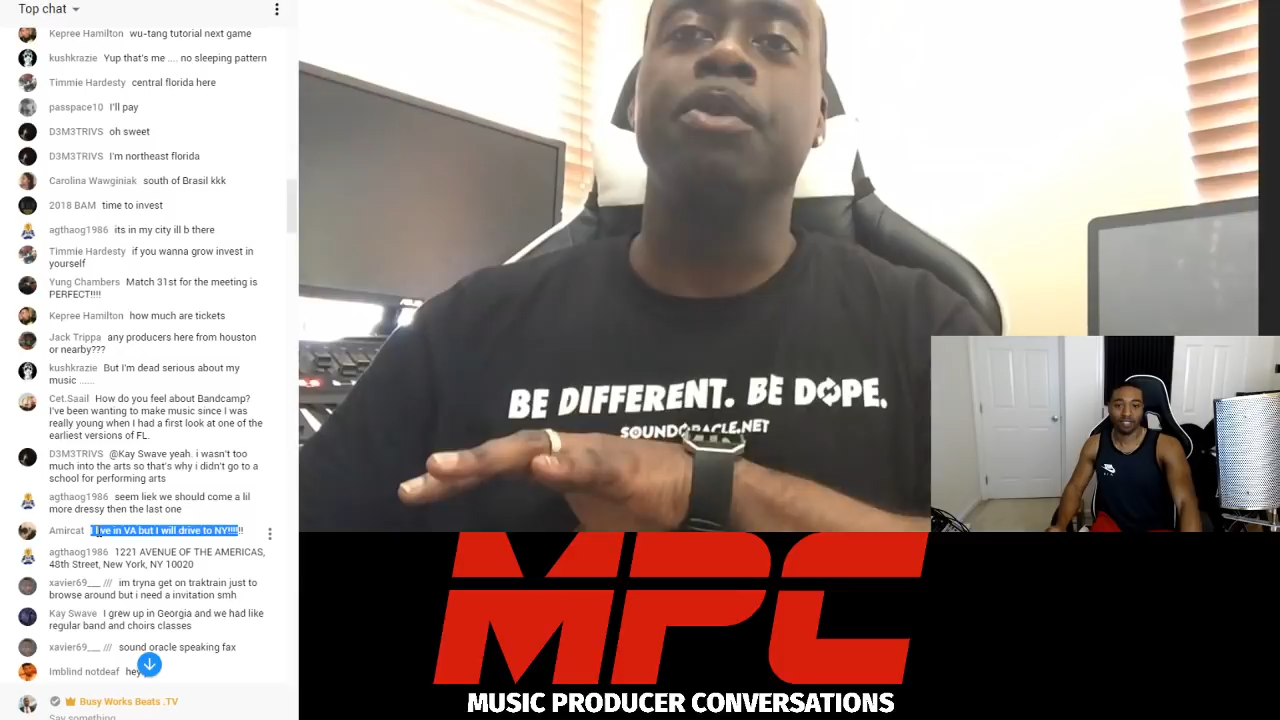 Top chat
Kepree Hamilton wu-tang tutorial next game
kushkrazie Yup that's me .... no sleeping pattern
Timmie Hardesty central florida here
passpace10 I'll pay
D3M3TRIVS oh sweet
D3M3TRIVS I'm northeast florida
Carolina Wawginiak south of Brasil kkk
2018 BAM time to invest
agthaog1986 its in my city ill b there
Timmie Hardesty if you wanna grow invest in
yourself
Yung Chambers Match 31st for the meeting is
PERFECT!!!!
Kepree Hamilton how much are tickets
Jack Trippa any producers here from houston
or nearby???
kushkrazie But I'm dead serious about my
music ......
Cet.Saail How do you feel about Bandcamp?
I've been wanting to make music since I was
really young when I had a first look at one of the
earliest versions of FL.
D3M3TRIVS @Kay Swave yeah. i wasn't too
much into the arts so that's why i didn't go to a
school for performing arts
agthaog1986 seem liek we should come a lil
more dressy then the last one
Amircat I live in VA but I will drive to NY!!!!!!
agthaog1986 1221 AVENUE OF THE AMERICAS,
48th Street, New York, NY 10020
xavier69___ /// im tryna get on traktrain just to
browse around but i need a invitation smh
Kay Swave I grew up in Georgia and we had like
regular band and choirs classes
xavier69___ /// sound oracle speaking fax
Imblind notdeaf hey
Busy Works Beats .TV
Say something
BE DIFFERENT. BE DOPE.
SOUNDORACLE.NET
MPC
MUSIC PRODUCER CONVERSATIONS